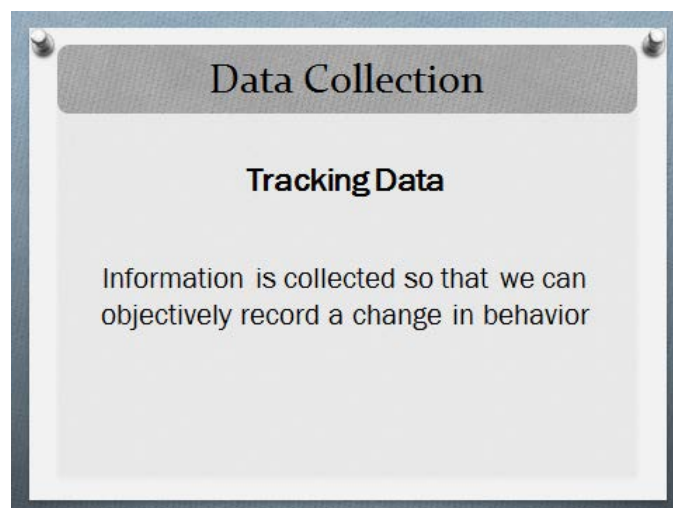 Data Collection
Tracking Data
Information is collected so that we can
objectively record a change in behavior